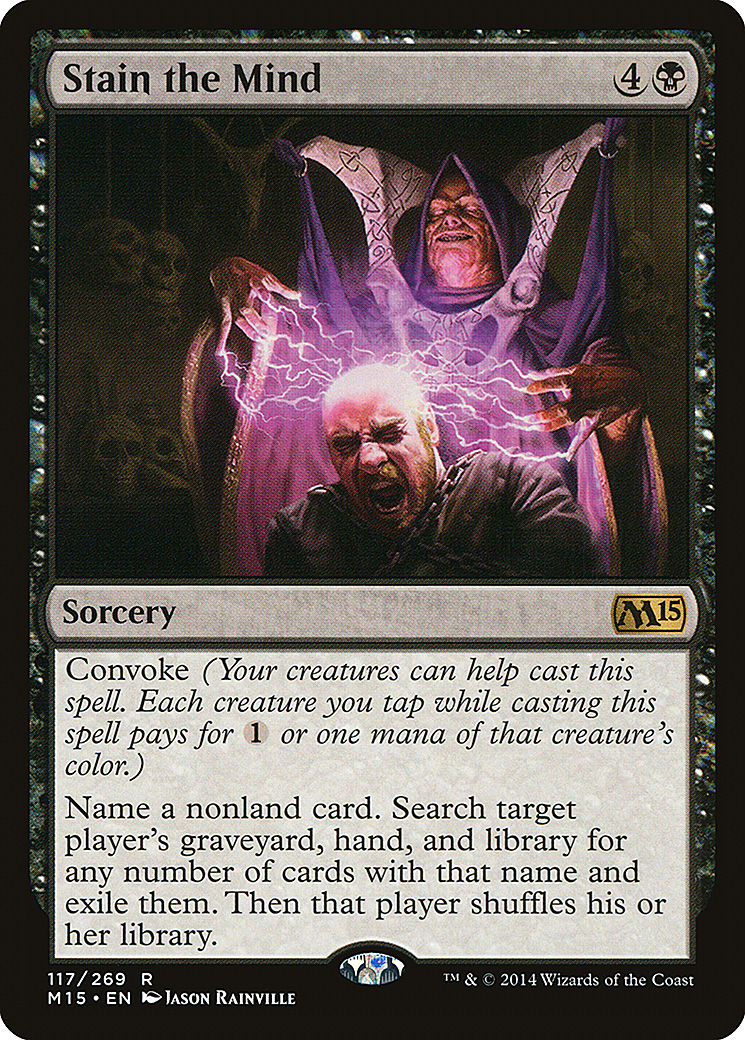 Stain the Mind 4
Sorcery M15
Convoke (Your creatures can help cast this
spell. Each creature you tap while casting this
spell pays for 1 or one mana of that creature's
color.)
Name a nonland card. Search target
player's graveyard, hand, and library for
any number of cards with that name and
exile them. Then that player shuffles his or
her library.
117/269 R
M15 • EN Jason Rainville
™ & © 2014 Wizards of the Coast